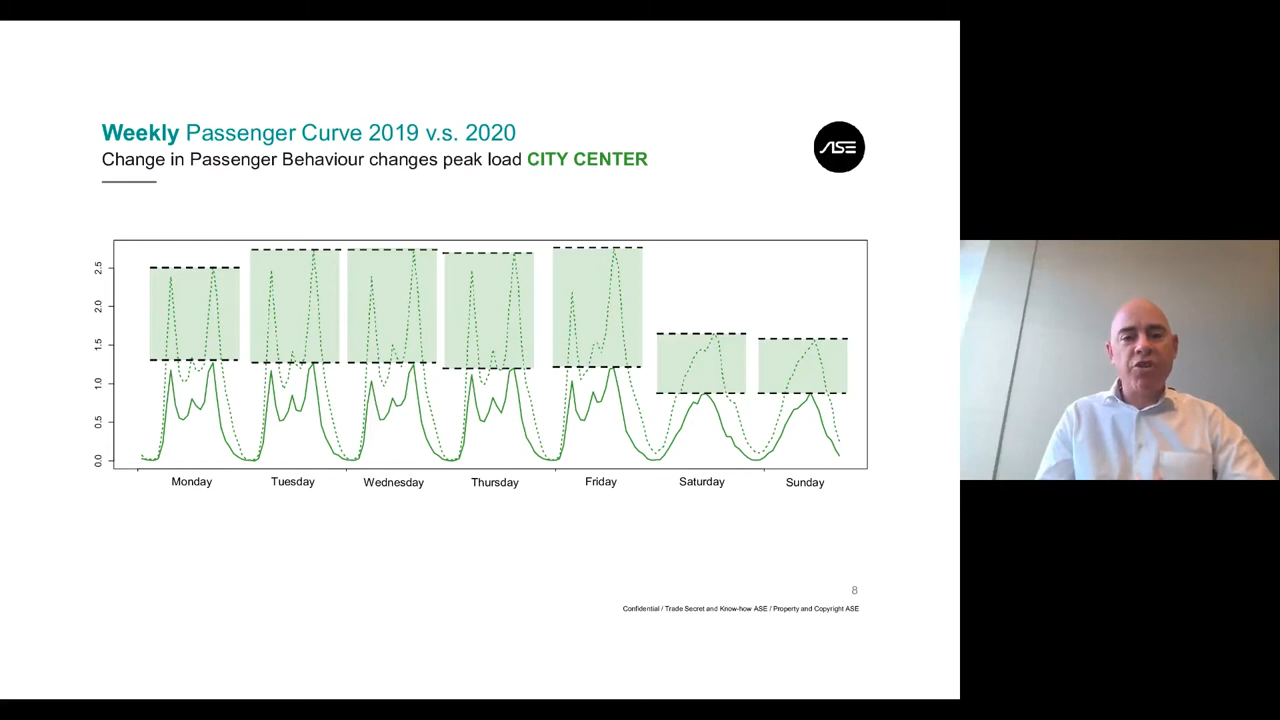 Weekly Passenger Curve 2019 v.s. 2020
Change in Passenger Behaviour changes peak load CITY CENTER
ASE
2.5
2.0
1.5
1.0
0.5
0.0
Monday Tuesday Wednesday Thursday Friday Saturday Sunday
8
Confidential / Trade Secret and Know-how ASE / Property and Copyright ASE